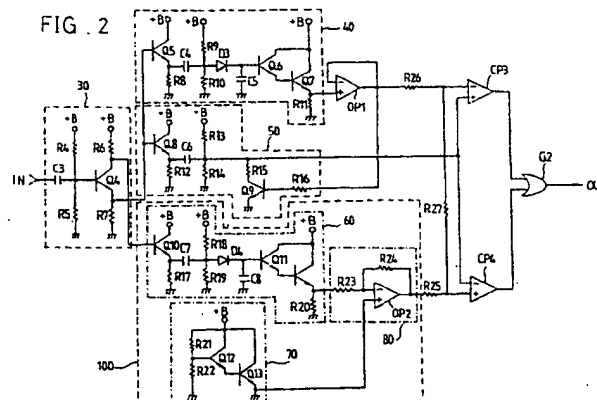 FIG. 2
+B +B +B 40
Q5 C4 R9 D3 Q6 Q7
R8 R10 C5 R11 OP1 R26 CP3
30
+B +B
R4 R6
+B +B 50
Q8 C6 R13
R12 R14 R15 R16 Q9
IN C3 Q4 G2
R5 R7 R27
+B +B +B 60
Q10 C7 R18 D4 Q11
R17 R19 C8 R20 R23 R24 R25 CP4
OP2
80
100
+B 70
R21 Q12 Q13
R22